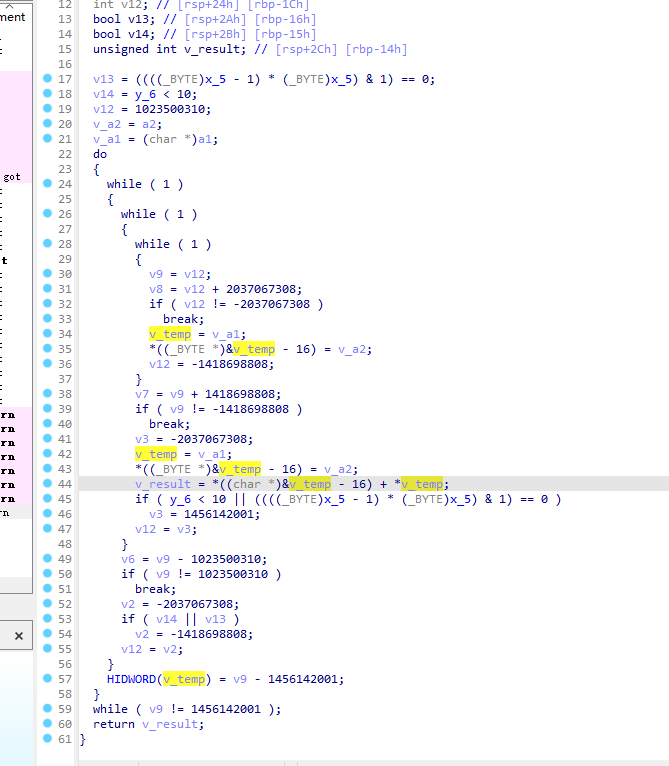 ment
got
t
rn
rn
rn
rn
rn
rn
rn
rn
×
12 int v12; // [rsp+24h] [rbp-1Ch]
13 bool v13; // [rsp+2Ah] [rbp-16h]
14 bool v14; // [rsp+2Bh] [rbp-15h]
15 unsigned int v_result; // [rsp+2Ch] [rbp-14h]
16
17 v13 = ((((_BYTE)x_5 - 1) * (_BYTE)x_5) & 1) == 0;
18 v14 = y_6 < 10;
19 v12 = 1023500310;
20 v_a2 = a2;
21 v_a1 = (char *)a1;
22 do
23 {
24 while ( 1 )
25 {
26 while ( 1 )
27 {
28 while ( 1 )
29 {
30 v9 = v12;
31 v8 = v12 + 2037067308;
32 if ( v12 != -2037067308 )
33 break;
34 v_temp = v_a1;
35 *((_BYTE *)&v_temp - 16) = v_a2;
36 v12 = -1418698808;
37 }
38 v7 = v9 + 1418698808;
39 if ( v9 != -1418698808 )
40 break;
41 v3 = -2037067308;
42 v_temp = v_a1;
43 *((_BYTE *)&v_temp - 16) = v_a2;
44 v_result = *((char *)&v_temp - 16) + *v_temp;
45 if ( y_6 < 10 || ((((_BYTE)x_5 - 1) * (_BYTE)x_5) & 1) == 0 )
46 v3 = 1456142001;
47 v12 = v3;
48 }
49 v6 = v9 - 1023500310;
50 if ( v9 != 1023500310 )
51 break;
52 v2 = -2037067308;
53 if ( v14 || v13 )
54 v2 = -1418698808;
55 v12 = v2;
56 }
57 HIDWORD(v_temp) = v9 - 1456142001;
58 }
59 while ( v9 != 1456142001 );
60 return v_result;
61 }